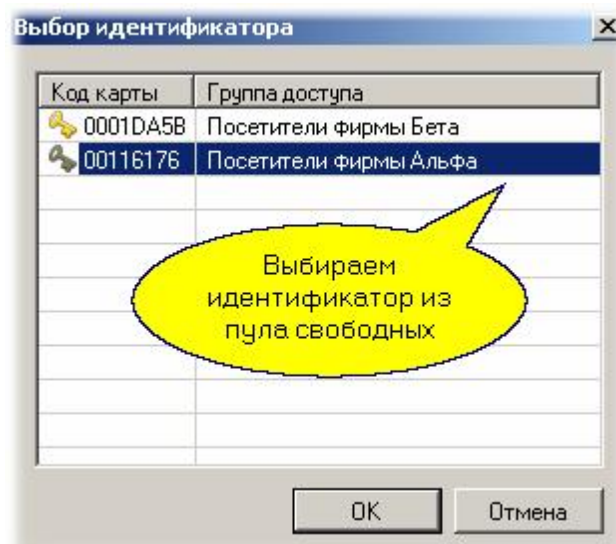 Выбор идентификатора
Код карты Группа доступа
0001DA5B Посетители фирмы Бета
00116176 Посетители фирмы Альфа
Выбираем
идентификатор из
пула свободных
OK Отмена